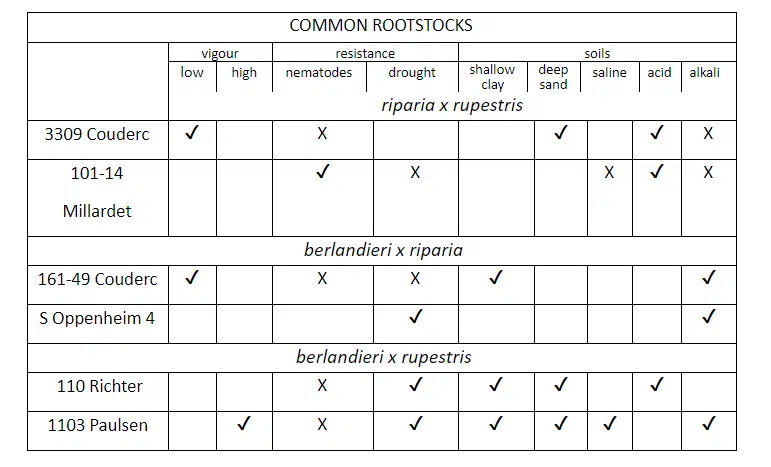 COMMON ROOTSTOCKS
vigour resistance soils
low high nematodes drought shallow clay deep sand saline acid alkali
riparia x rupestris
3309 Couderc ✓ X ✓ ✓ X
101-14 Millardet ✓ X X ✓ X
berlandieri x riparia
161-49 Couderc ✓ X X ✓ ✓
S Oppenheim 4 ✓ ✓
berlandieri x rupestris
110 Richter X ✓ ✓ ✓ ✓
1103 Paulsen ✓ X ✓ ✓ ✓ ✓ ✓